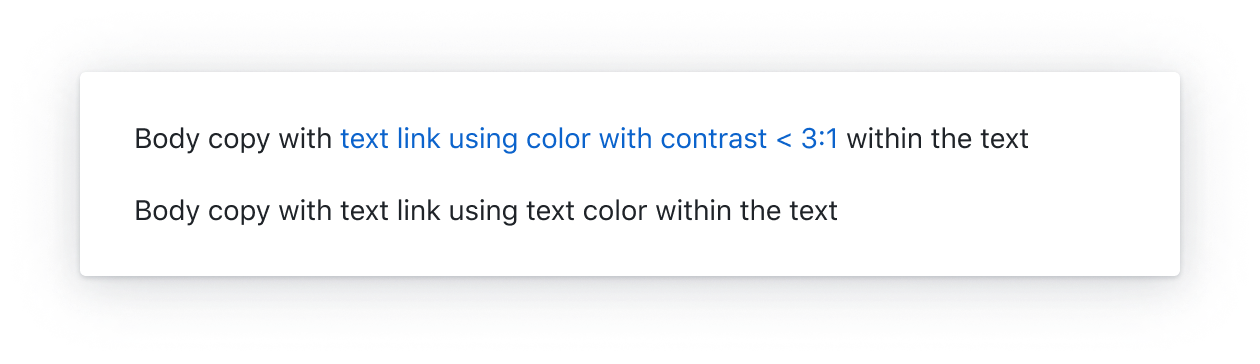 Body copy with text link using color with contrast < 3:1 within the text
Body copy with text link using text color within the text